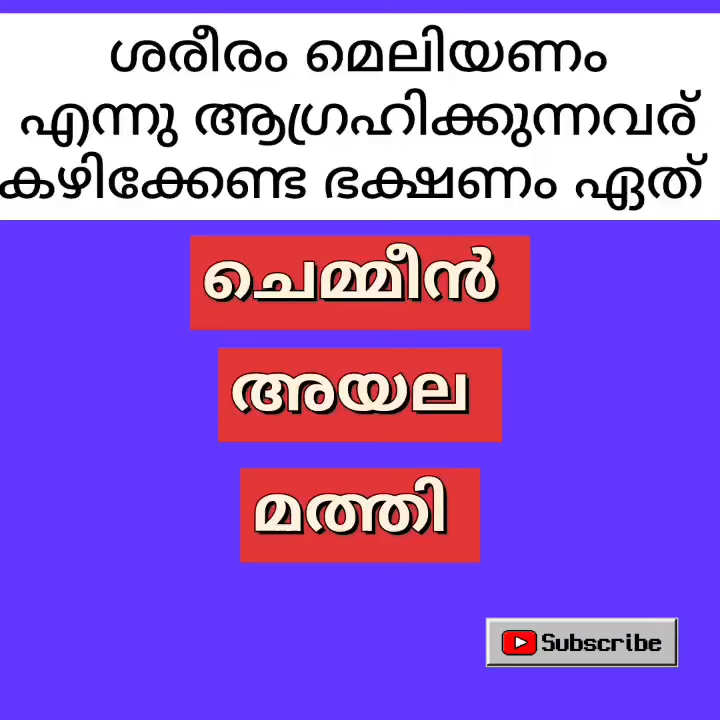 ശരീരം മെലിയണം
എന്നു ആഗ്രഹിക്കുന്നവര്
കഴിക്കേണ്ട ഭക്ഷണം ഏത്
ചെമ്മീൻ
അയല
മത്തി
Subscribe